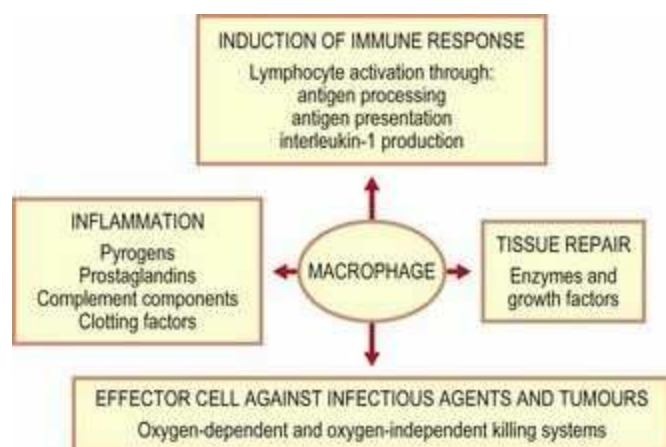 INDUCTION OF IMMUNE RESPONSE
Lymphocyte activation through:
antigen processing
antigen presentation
interleukin-1 production
INFLAMMATION
Pyrogens
Prostaglandins
Complement components
Clotting factors
MACROPHAGE
TISSUE REPAIR
Enzymes and
growth factors
EFFECTOR CELL AGAINST INFECTIOUS AGENTS AND TUMOURS
Oxygen-dependent and oxygen-independent killing systems